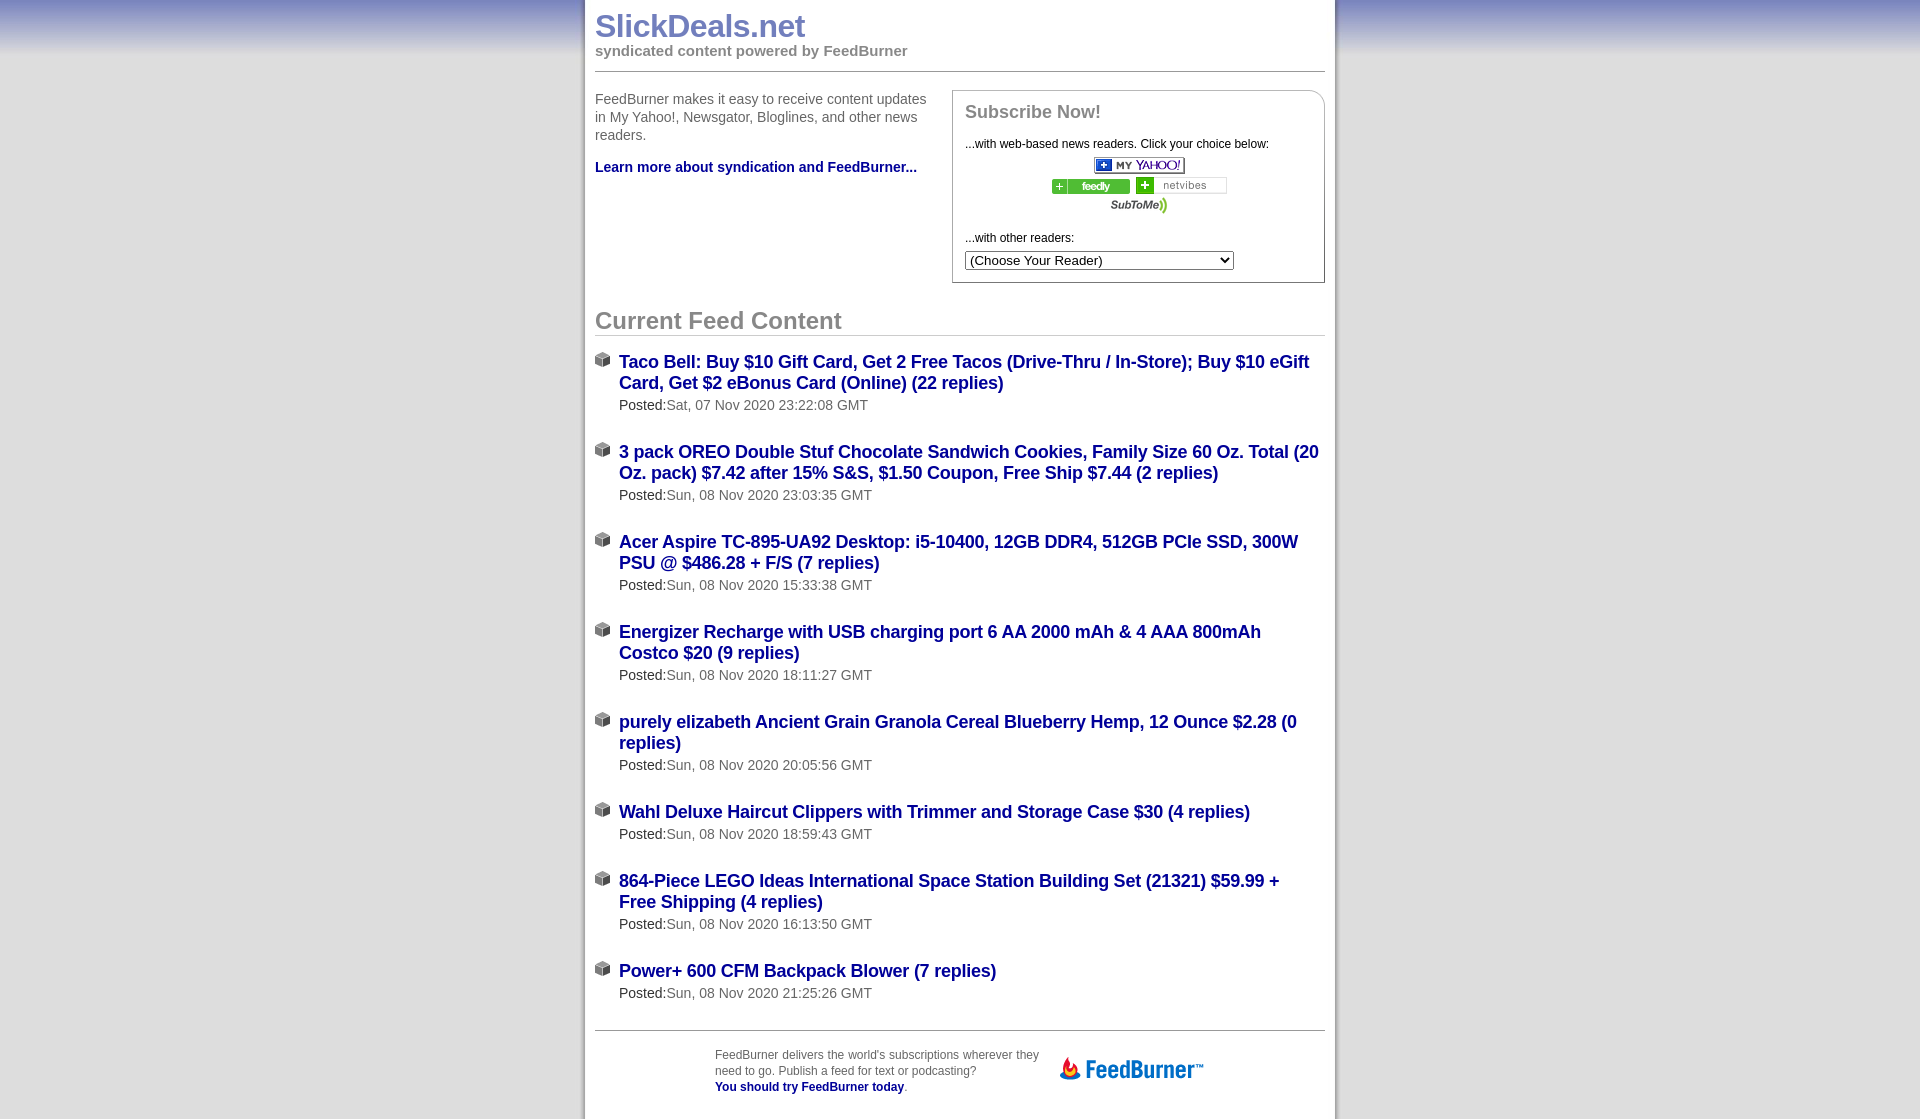 SlickDeals.net
syndicated content powered by FeedBurner
FeedBurner makes it easy to receive content updates
in My Yahoo!, Newsgator, Bloglines, and other news
readers.
Learn more about syndication and FeedBurner...
Subscribe Now!
...with web-based news readers. Click your choice below:
MY YAHOO!
feedly
netvibes
SubToMe
...with other readers:
(Choose Your Reader)
Current Feed Content
Taco Bell: Buy $10 Gift Card, Get 2 Free Tacos (Drive-Thru / In-Store); Buy $10 eGift
Card, Get $2 eBonus Card (Online) (22 replies)
Posted:Sat, 07 Nov 2020 23:22:08 GMT
3 pack OREO Double Stuf Chocolate Sandwich Cookies, Family Size 60 Oz. Total (20
Oz. pack) $7.42 after 15% S&S, $1.50 Coupon, Free Ship $7.44 (2 replies)
Posted:Sun, 08 Nov 2020 23:03:35 GMT
Acer Aspire TC-895-UA92 Desktop: i5-10400, 12GB DDR4, 512GB PCIe SSD, 300W
PSU @ $486.28 + F/S (7 replies)
Posted:Sun, 08 Nov 2020 15:33:38 GMT
Energizer Recharge with USB charging port 6 AA 2000 mAh & 4 AAA 800mAh
Costco $20 (9 replies)
Posted:Sun, 08 Nov 2020 18:11:27 GMT
purely elizabeth Ancient Grain Granola Cereal Blueberry Hemp, 12 Ounce $2.28 (0
replies)
Posted:Sun, 08 Nov 2020 20:05:56 GMT
Wahl Deluxe Haircut Clippers with Trimmer and Storage Case $30 (4 replies)
Posted:Sun, 08 Nov 2020 18:59:43 GMT
864-Piece LEGO Ideas International Space Station Building Set (21321) $59.99 +
Free Shipping (4 replies)
Posted:Sun, 08 Nov 2020 16:13:50 GMT
Power+ 600 CFM Backpack Blower (7 replies)
Posted:Sun, 08 Nov 2020 21:25:26 GMT
FeedBurner delivers the world's subscriptions wherever they
need to go. Publish a feed for text or podcasting?
You should try FeedBurner today.
FeedBurner™